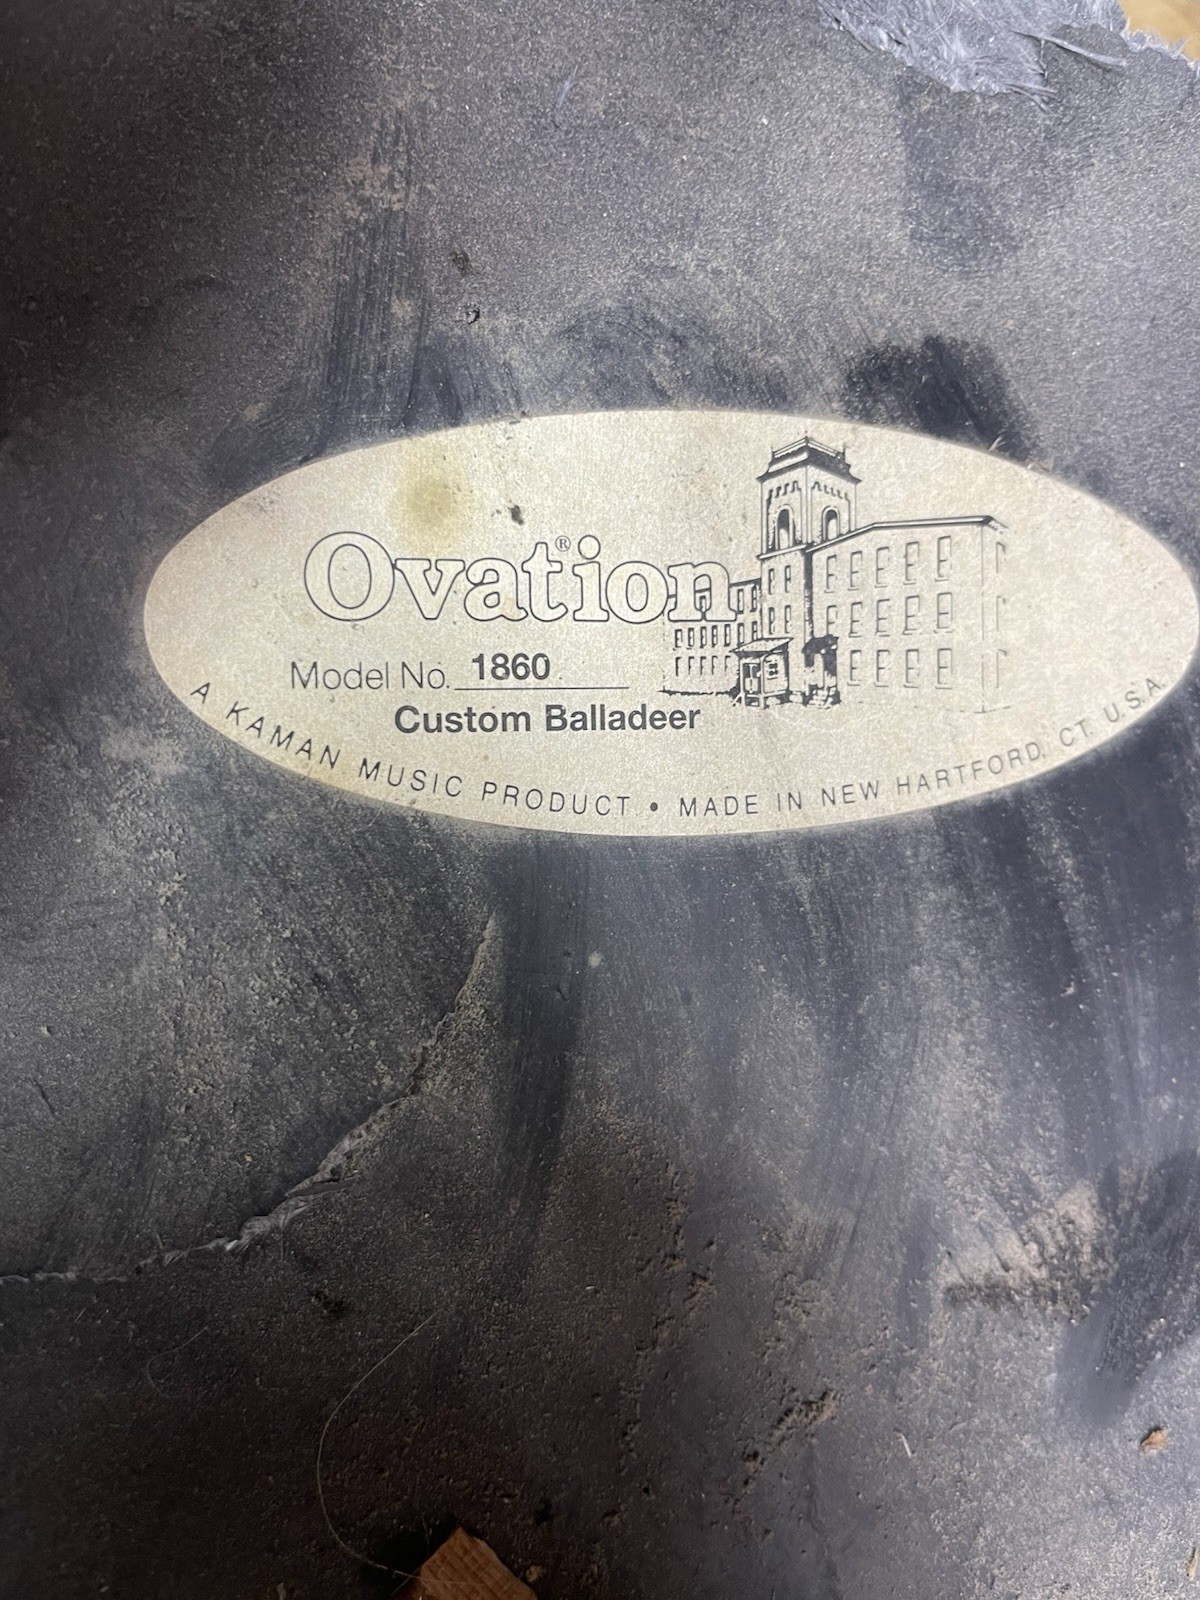 Ovation®
Model No. 1860
Custom Balladeer
A KAMAN MUSIC PRODUCT • MADE IN NEW HARTFORD, CT. U.S.A.